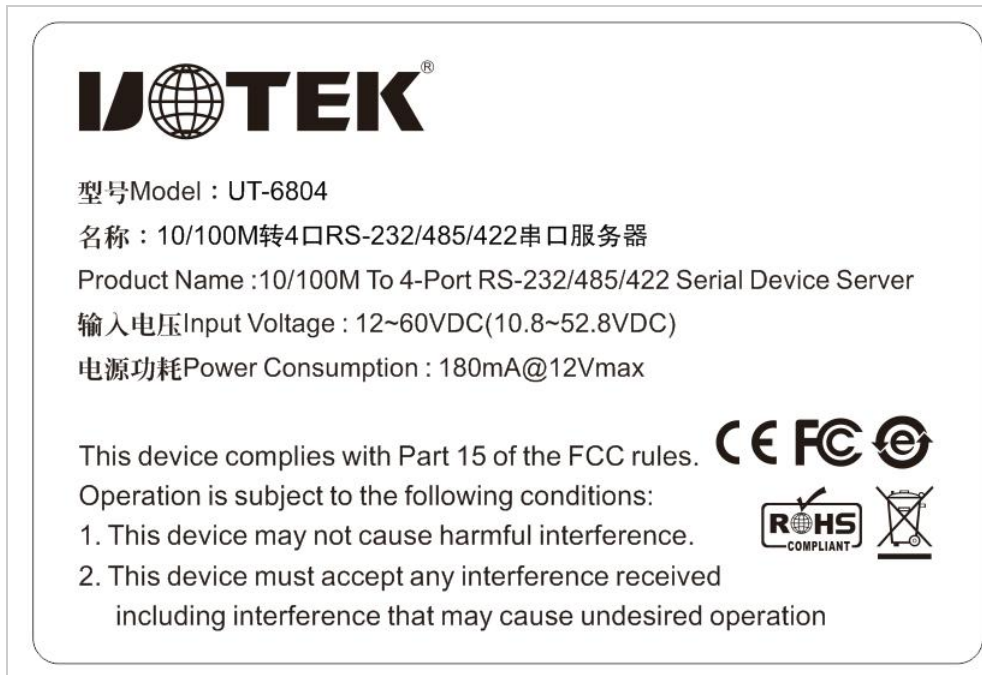 UTEK®
型号Model：UT-6804
名称：10/100M转4口RS-232/485/422串口服务器
Product Name :10/100M To 4-Port RS-232/485/422 Serial Device Server
输入电压Input Voltage : 12~60VDC(10.8~52.8VDC)
电源功耗Power Consumption : 180mA@12Vmax
This device complies with Part 15 of the FCC rules. CE FC e
Operation is subject to the following conditions:
1. This device may not cause harmful interference.
ROHS
COMPLIANT
2. This device must accept any interference received
including interference that may cause undesired operation